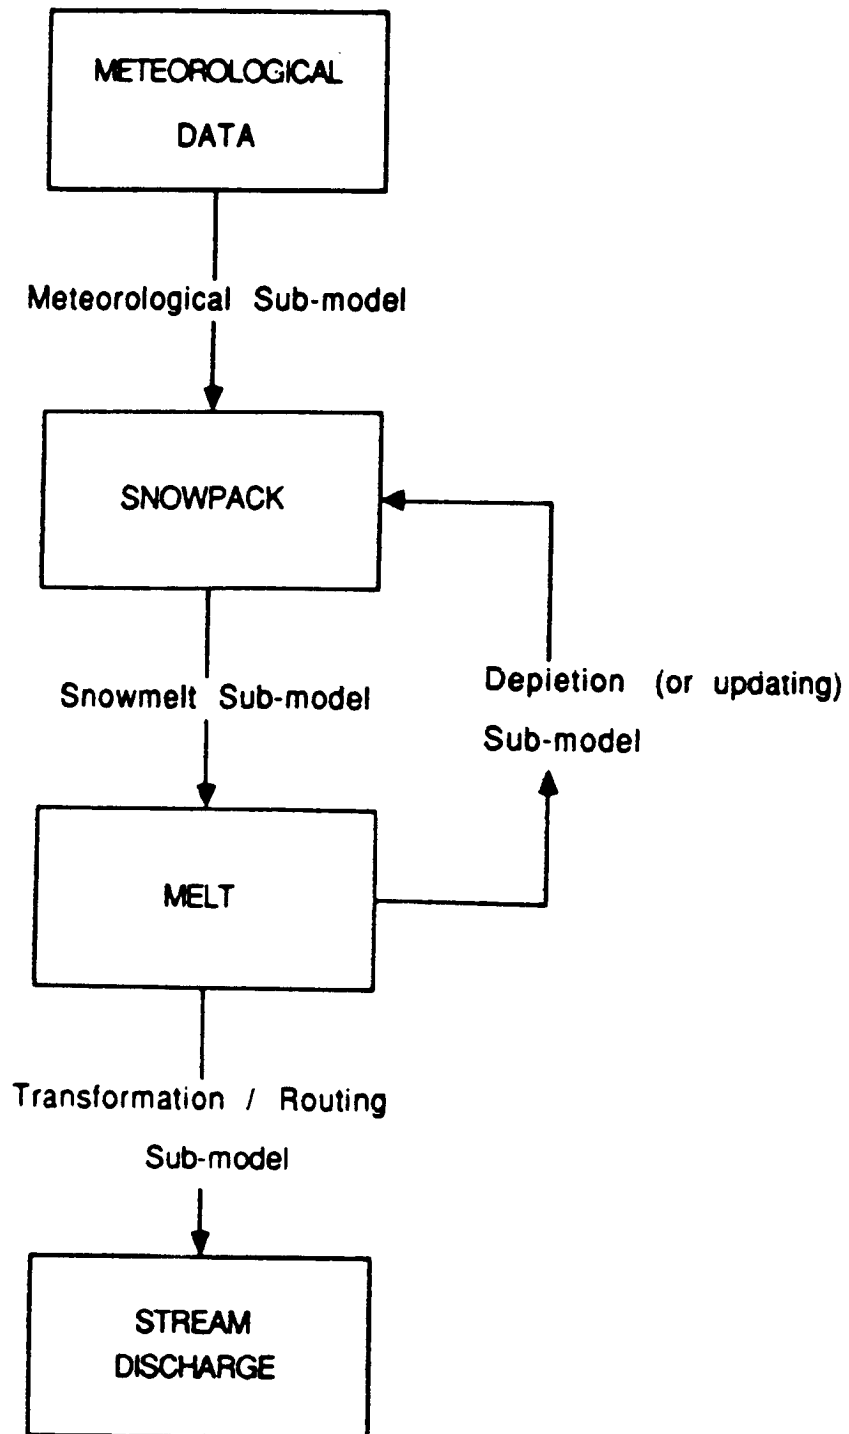 METEOROLOGICAL
DATA
Meteorological Sub-model
SNOWPACK
Snowmelt Sub-model
Depletion (or updating)
Sub-model
MELT
Transformation / Routing
Sub-model
STREAM
DISCHARGE